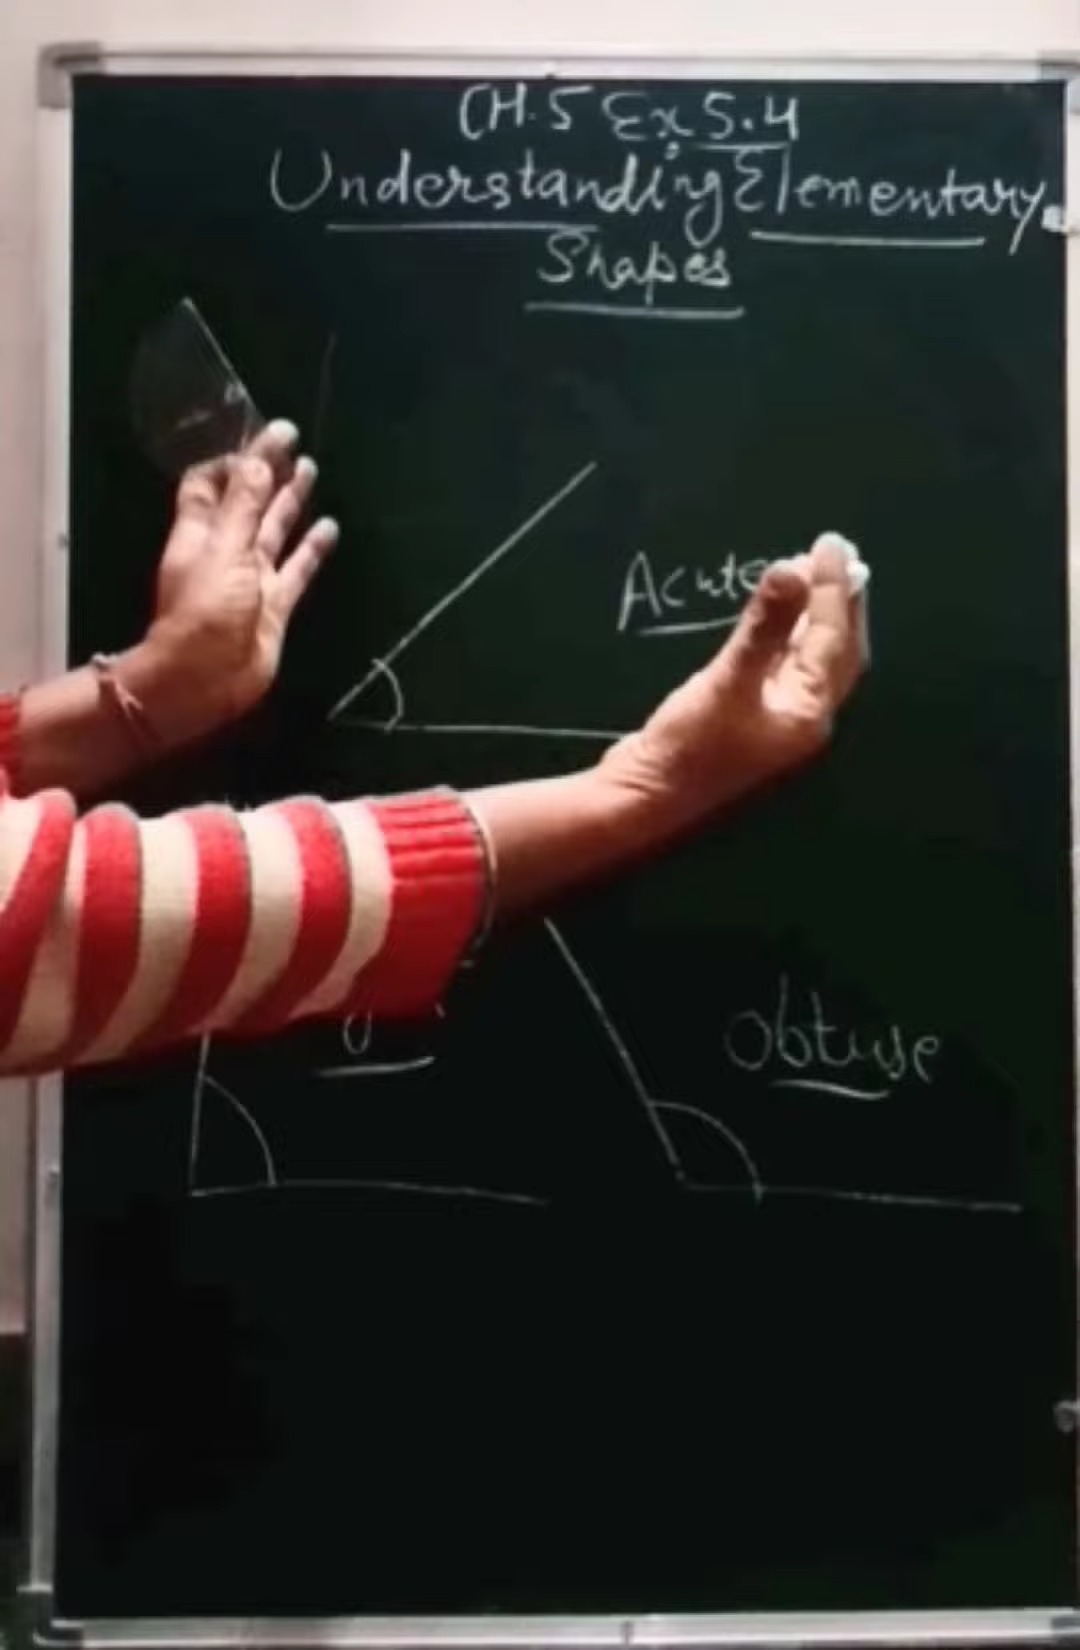 CH.5 Ex 5.4
Understanding Elementary
Shapes
Acute
Obtuse